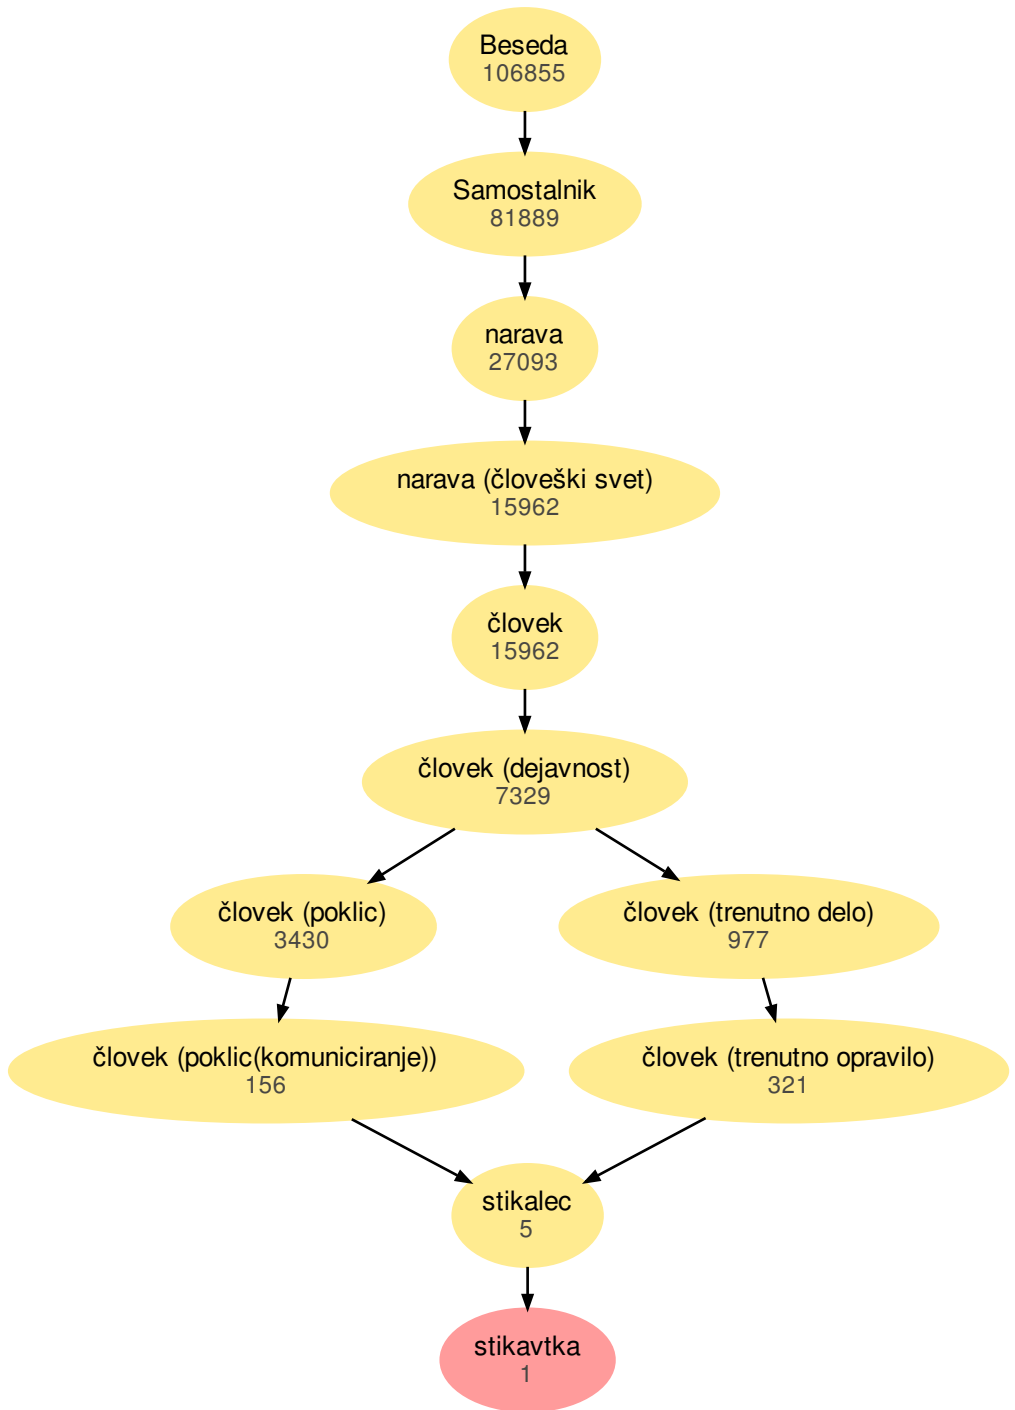 Beseda
106855
Samostalnik
81889
narava
27093
narava (človeški svet)
15962
človek
15962
človek (dejavnost)
7329
človek (poklic)
3430
človek (trenutno delo)
977
človek (poklic(komuniciranje))
156
človek (trenutno opravilo)
321
stikalec
5
stikavtka
1